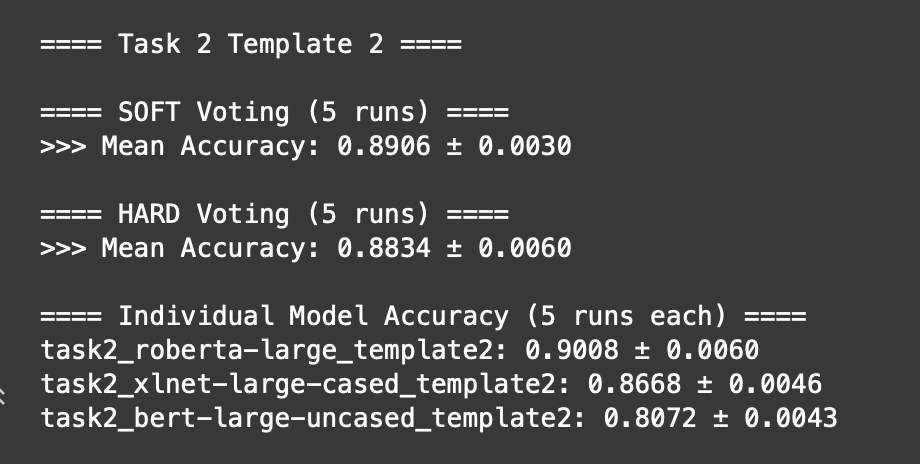 ==== Task 2 Template 2 ====
==== SOFT Voting (5 runs) ====
>>> Mean Accuracy: 0.8906 ± 0.0030
==== HARD Voting (5 runs) ====
>>> Mean Accuracy: 0.8834 ± 0.0060
==== Individual Model Accuracy (5 runs each) ====
task2_roberta-large_template2: 0.9008 ± 0.0060
task2_xlnet-large-cased_template2: 0.8668 ± 0.0046
task2_bert-large-uncased_template2: 0.8072 ± 0.0043